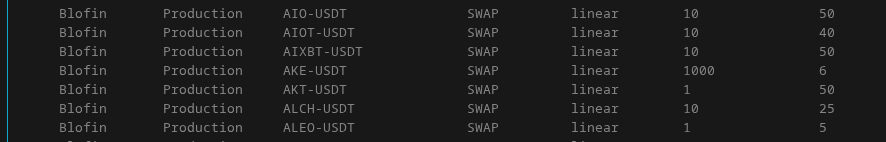 Blofin Production AIO-USDT SWAP linear 10 50
Blofin Production AIOT-USDT SWAP linear 10 40
Blofin Production AIXBT-USDT SWAP linear 10 50
Blofin Production AKE-USDT SWAP linear 1000 6
Blofin Production AKT-USDT SWAP linear 1 50
Blofin Production ALCH-USDT SWAP linear 10 25
Blofin Production ALEO-USDT SWAP linear 1 5